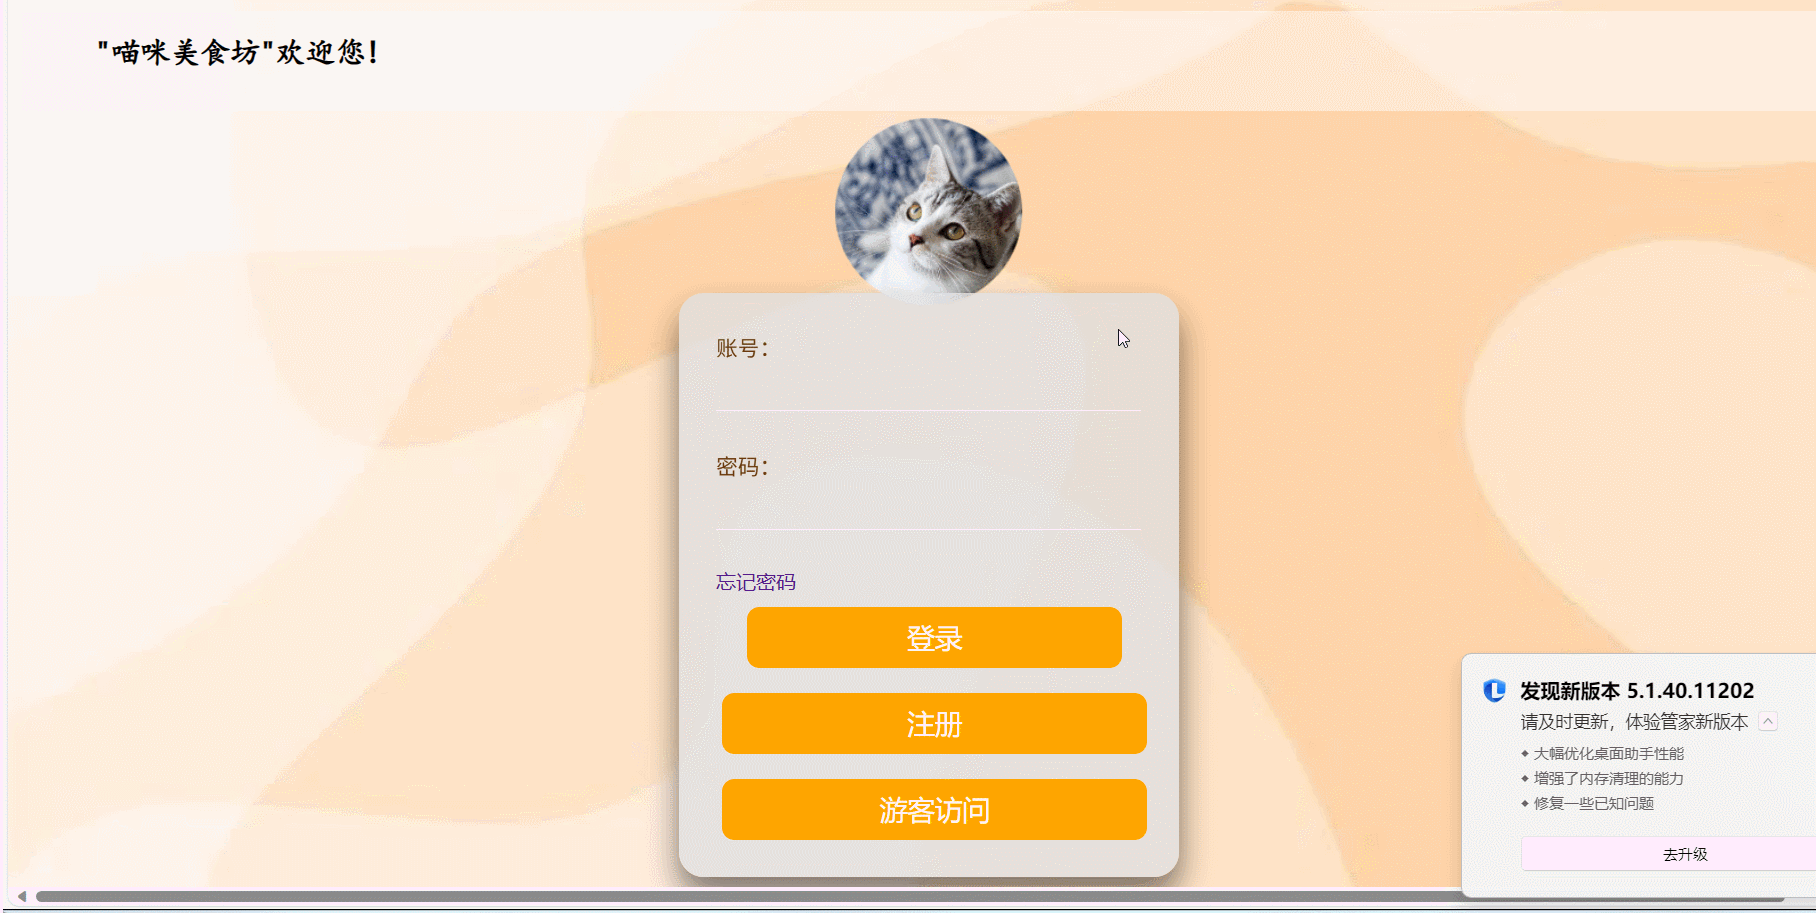 "喵咪美食坊"欢迎您！
账号：
密码：
忘记密码
登录
注册
游客访问
发现新版本 5.1.40.11202
请及时更新，体验管家新版本
◆ 大幅优化桌面助手性能
◆ 增强了内存清理的能力
◆ 修复一些已知问题
去升级